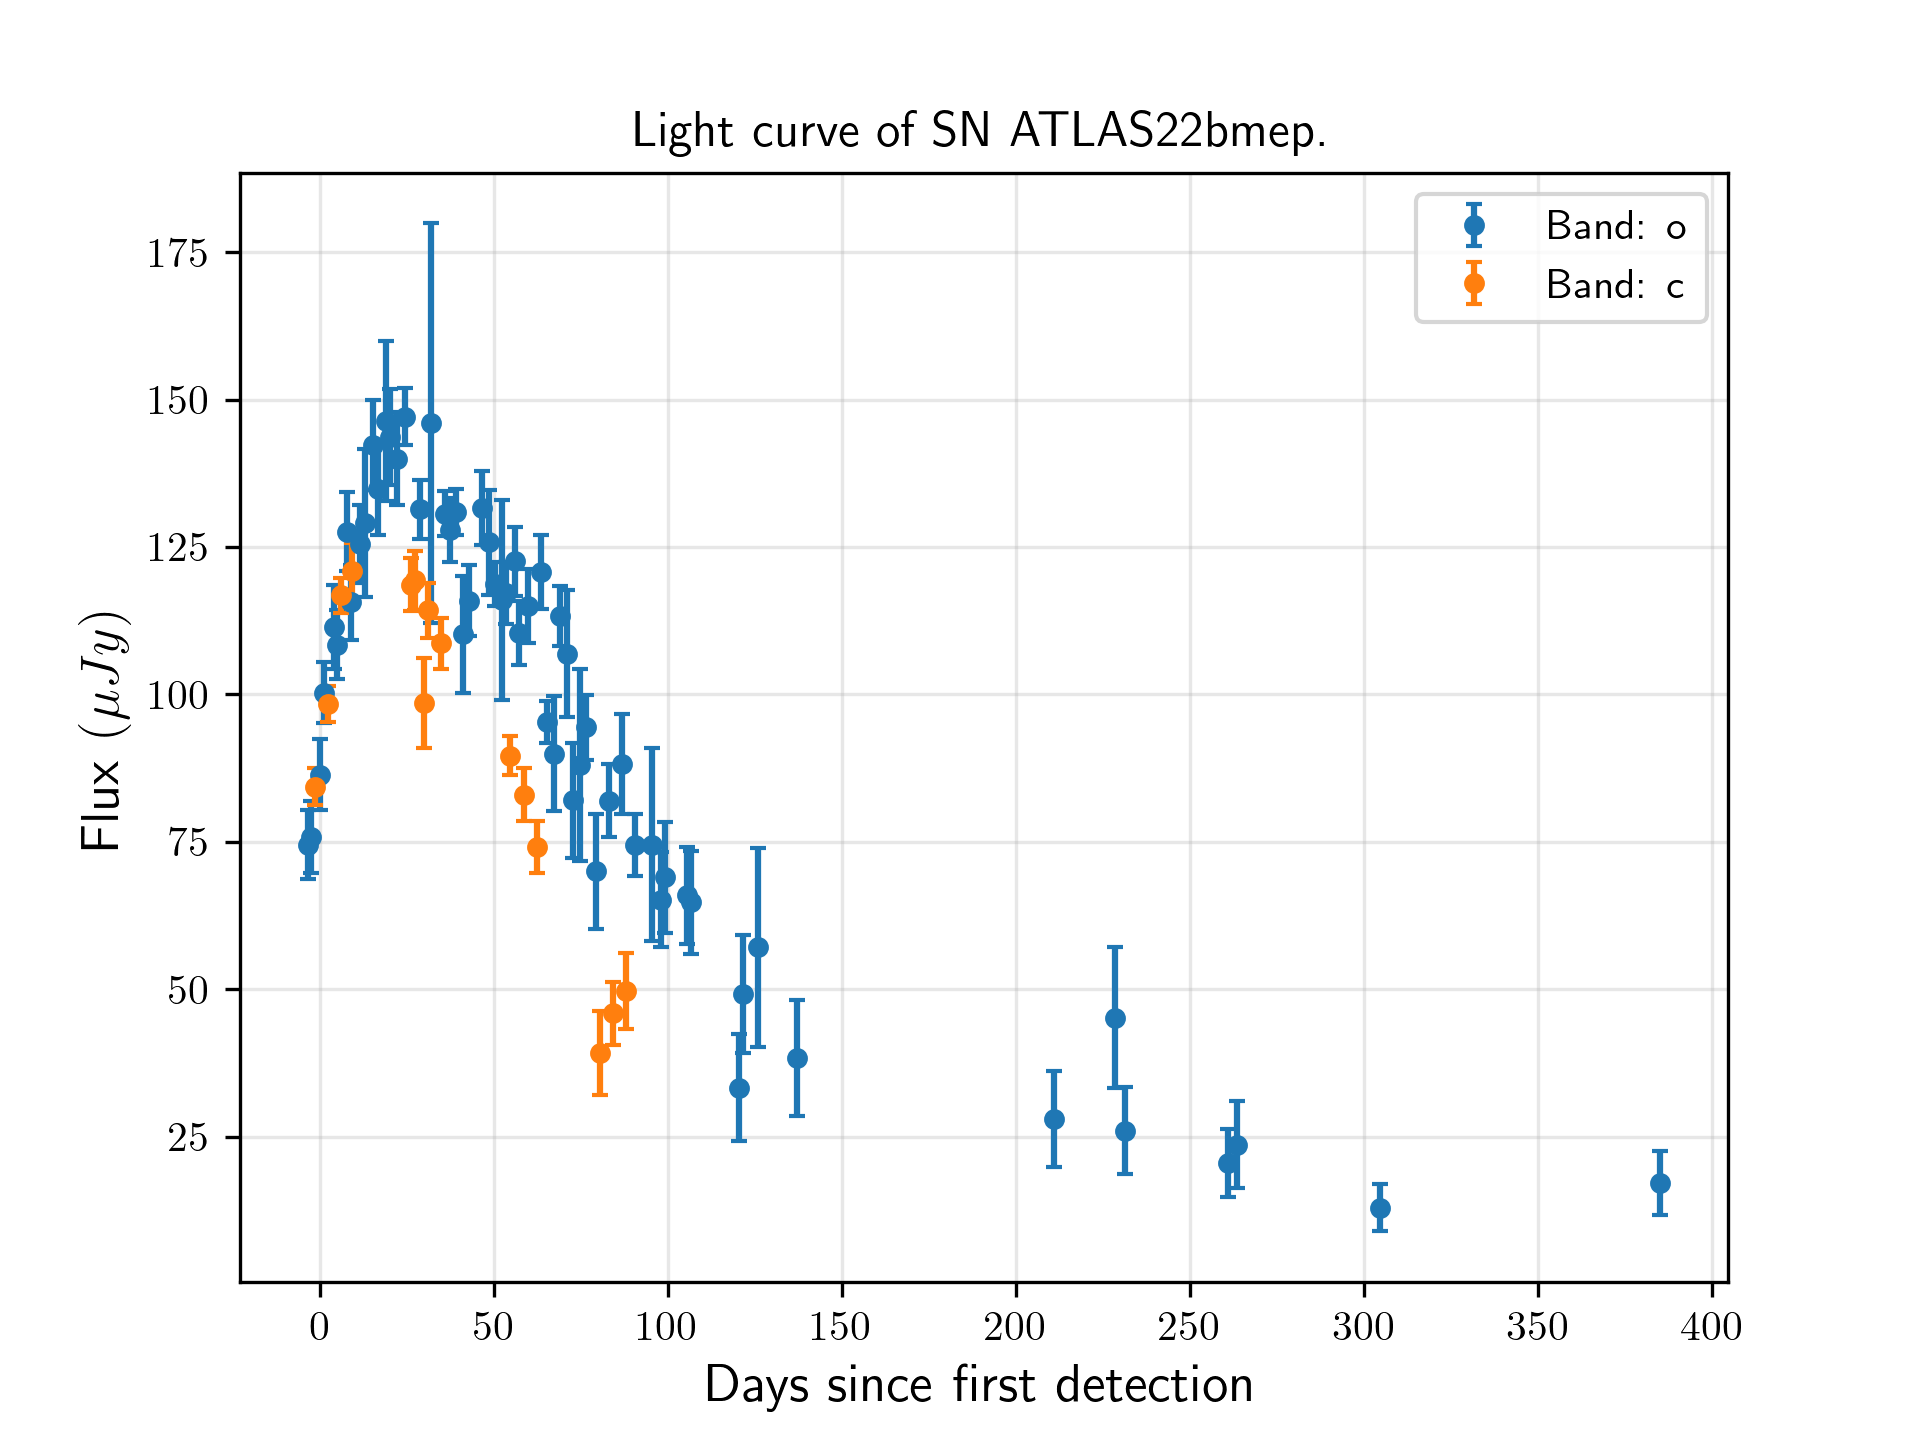 Light curve of SN ATLAS22bmep.
Band: o
Band: c
175
150
125
100
75
50
25
Flux (μJy)
0 50 100 150 200 250 300 350 400
Days since first detection